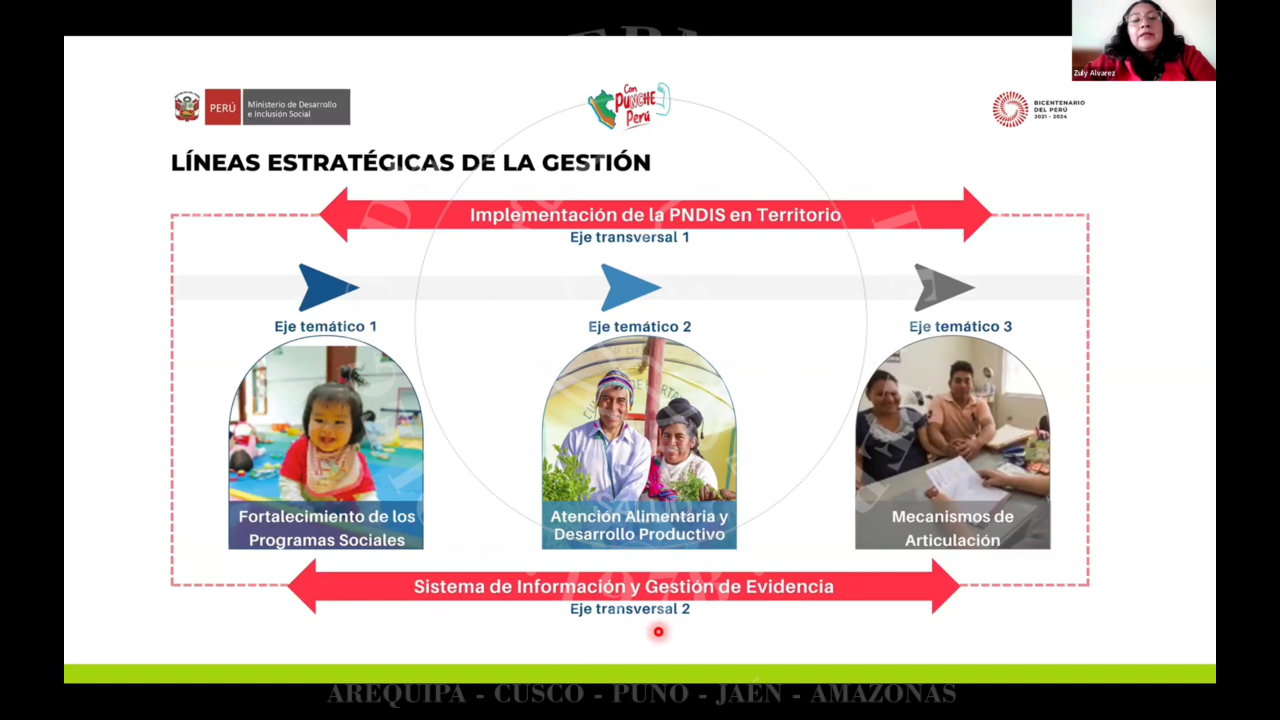 Zuly Alvarez
PERÚ
Ministerio de Desarrollo
e Inclusión Social
Con
PUNCHE
Perú
BICENTENARIO
DEL PERÚ
2021 - 2024
LÍNEAS ESTRATÉGICAS DE LA GESTIÓN
Implementación de la PNDIS en Territorio
Eje transversal 1
Eje temático 1
Eje temático 2
Eje temático 3
Fortalecimiento de los
Programas Sociales
Atención Alimentaria y
Desarrollo Productivo
Mecanismos de
Articulación
Sistema de Información y Gestión de Evidencia
Eje transversal 2
AREQUIPA - CUSCO - PUNO - JAÉN - AMAZONAS